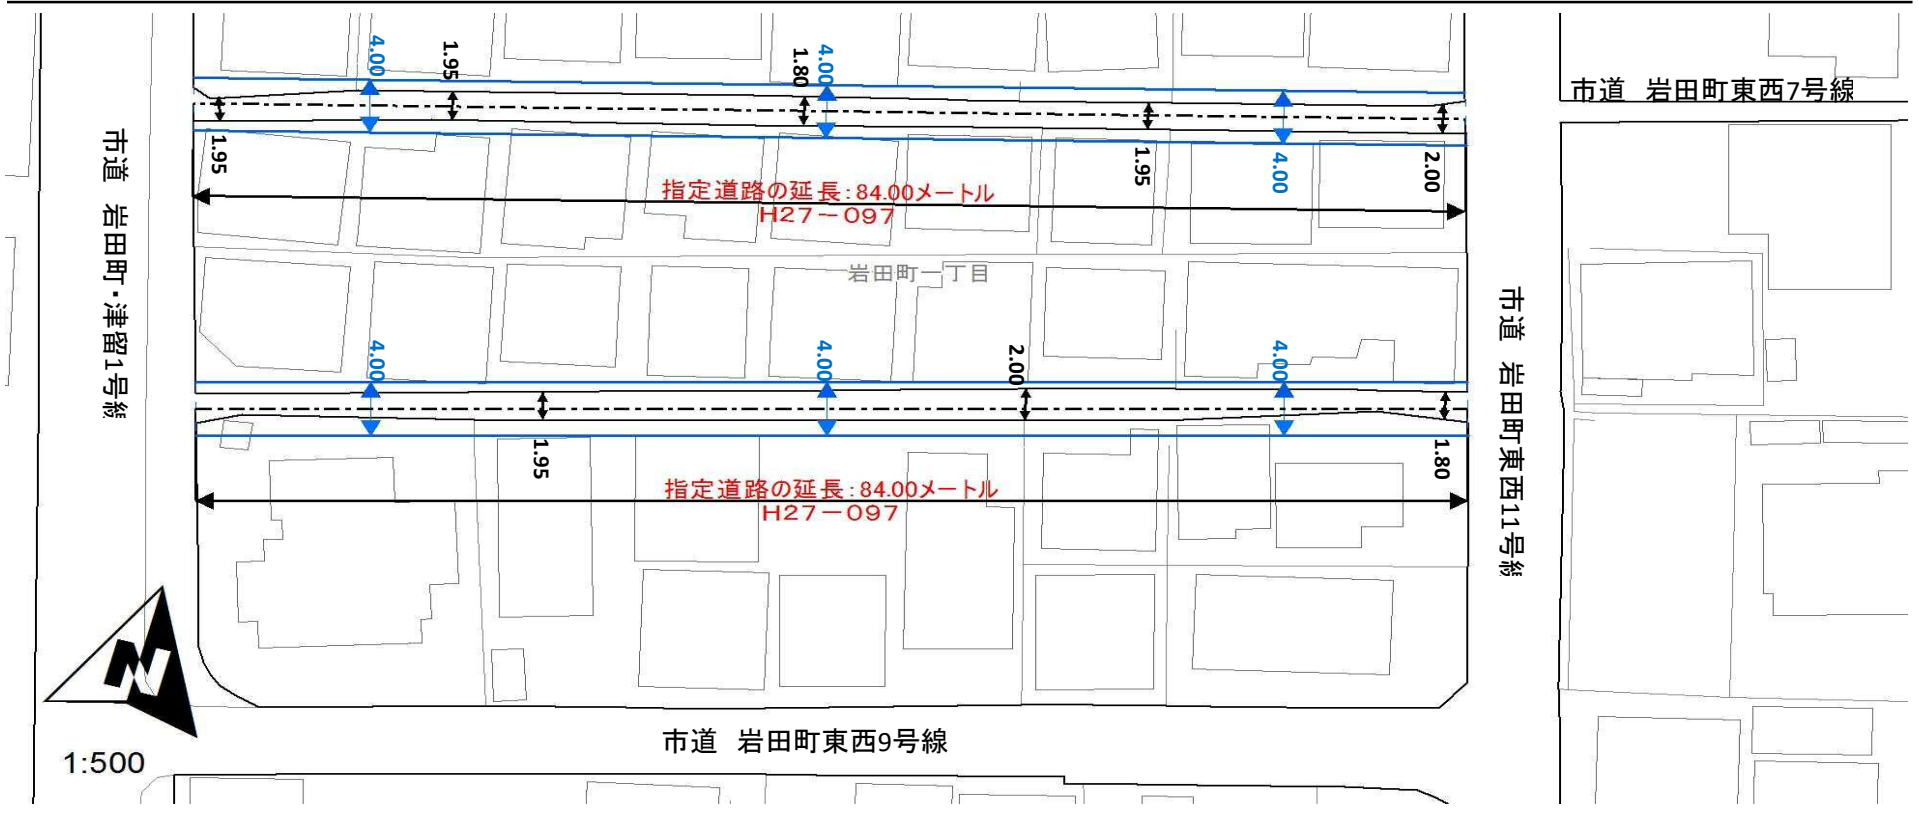 4.00
1.95
1.80
4.00
市道 岩田町東西7号線
1.95
1.95
4.00
2.00
指定道路の延長:84.00メートル
H27-097
市道 岩田町・津留1号線
岩田町一丁目
市道 岩田町東西11号線
4.00
4.00
2.00
4.00
1.95
1.80
指定道路の延長:84.00メートル
H27-097
N
市道 岩田町東西9号線
1:500